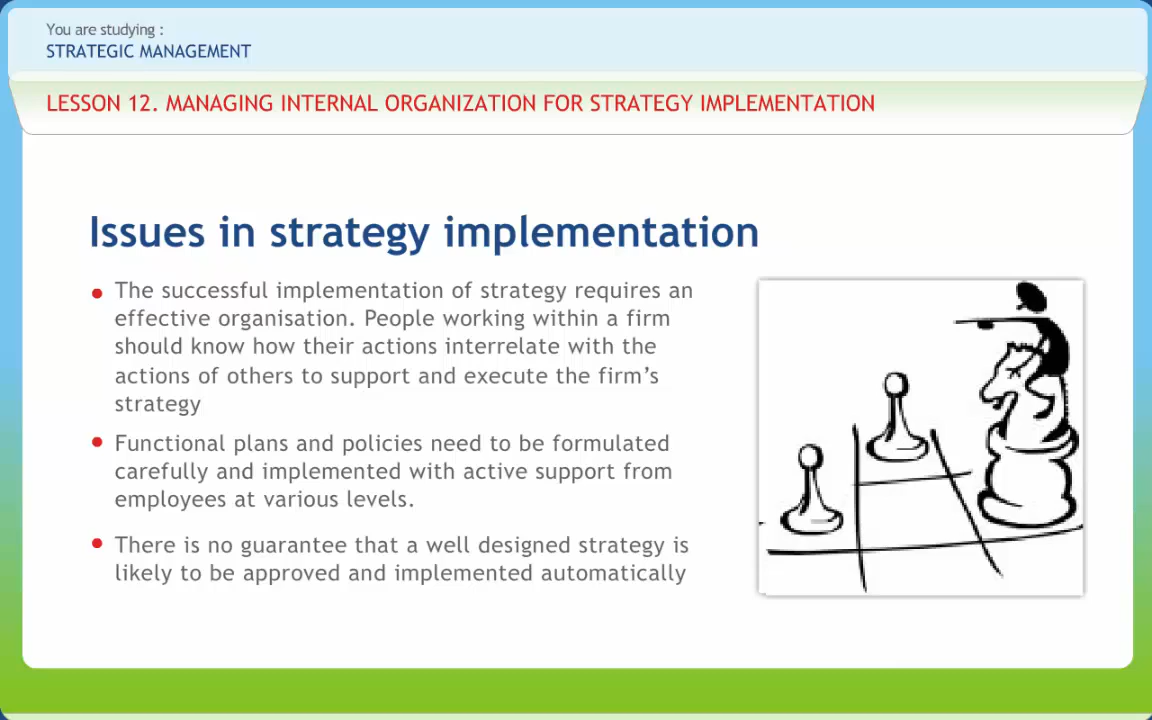 You are studying :
STRATEGIC MANAGEMENT
LESSON 12. MANAGING INTERNAL ORGANIZATION FOR STRATEGY IMPLEMENTATION
Issues in strategy implementation
• The successful implementation of strategy requires an
effective organisation. People working within a firm
should know how their actions interrelate with the
actions of others to support and execute the firm’s
strategy
• Functional plans and policies need to be formulated
carefully and implemented with active support from
employees at various levels.
• There is no guarantee that a well designed strategy is
likely to be approved and implemented automatically